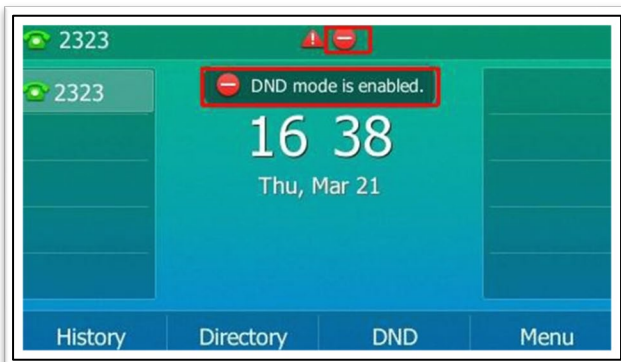 2323
2323
DND mode is enabled.
16 38
Thu, Mar 21
History Directory DND Menu